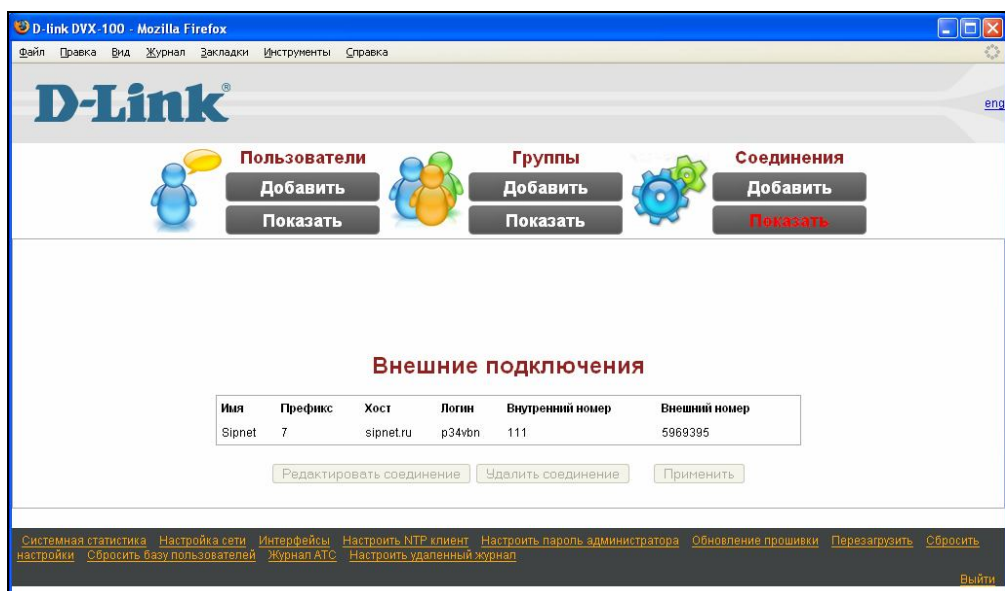 D-link DVX-100 - Mozilla Firefox
Файл Правка Вид Журнал Закладки Инструменты Справка
D-Link®
eng
Пользователи Группы Соединения
Добавить Добавить Добавить
Показать Показать Показать
Внешние подключения
Имя Префикс Хост Логин Внутренний номер Внешний номер
Sipnet 7 sipnet.ru p34vbn 111 5969395
Редактировать соединение Удалить соединение Применить
Системная статистика Настройка сети Интерфейсы Настроить NTP клиент Настроить пароль администратора Обновление прошивки Перезагрузить Сбросить
настройки Сбросить базу пользователей Журнал АТС Настроить удаленный журнал
Выйти